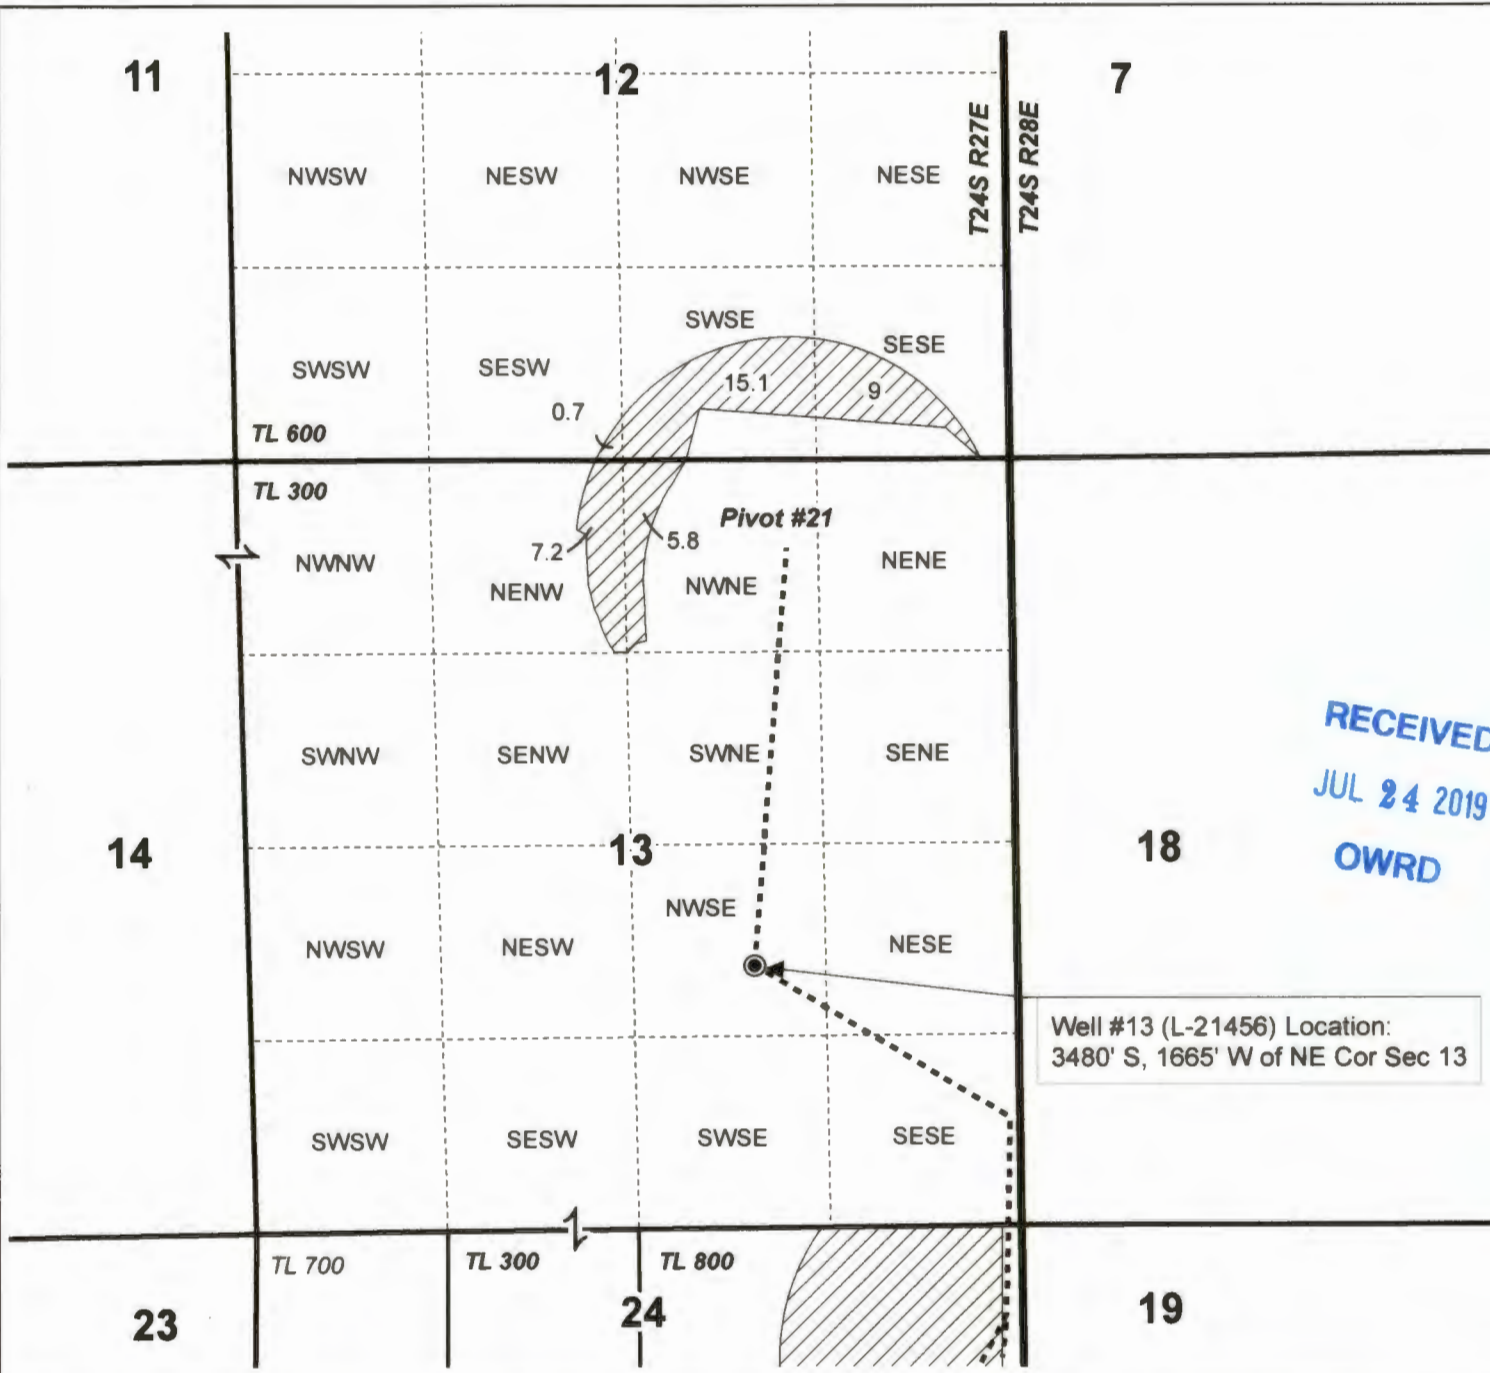 11
12
7
T24S R27E
T24S R28E
NWSW
NESW
NWSE
NESE
SWSW
SESW
SWSE
SESE
15.1
9
0.7
TL 600
TL 300
Pivot #21
7.2
5.8
NWNW
NENW
NWNE
NENE
SWNW
SENW
SWNE
SENE
RECEIVED
JUL 24 2019
OWRD
14
13
18
NWSW
NESW
NWSE
NESE
Well #13 (L-21456) Location:
3480' S, 1665' W of NE Cor Sec 13
SWSW
SESW
SWSE
SESE
TL 700
TL 300
TL 800
23
24
19